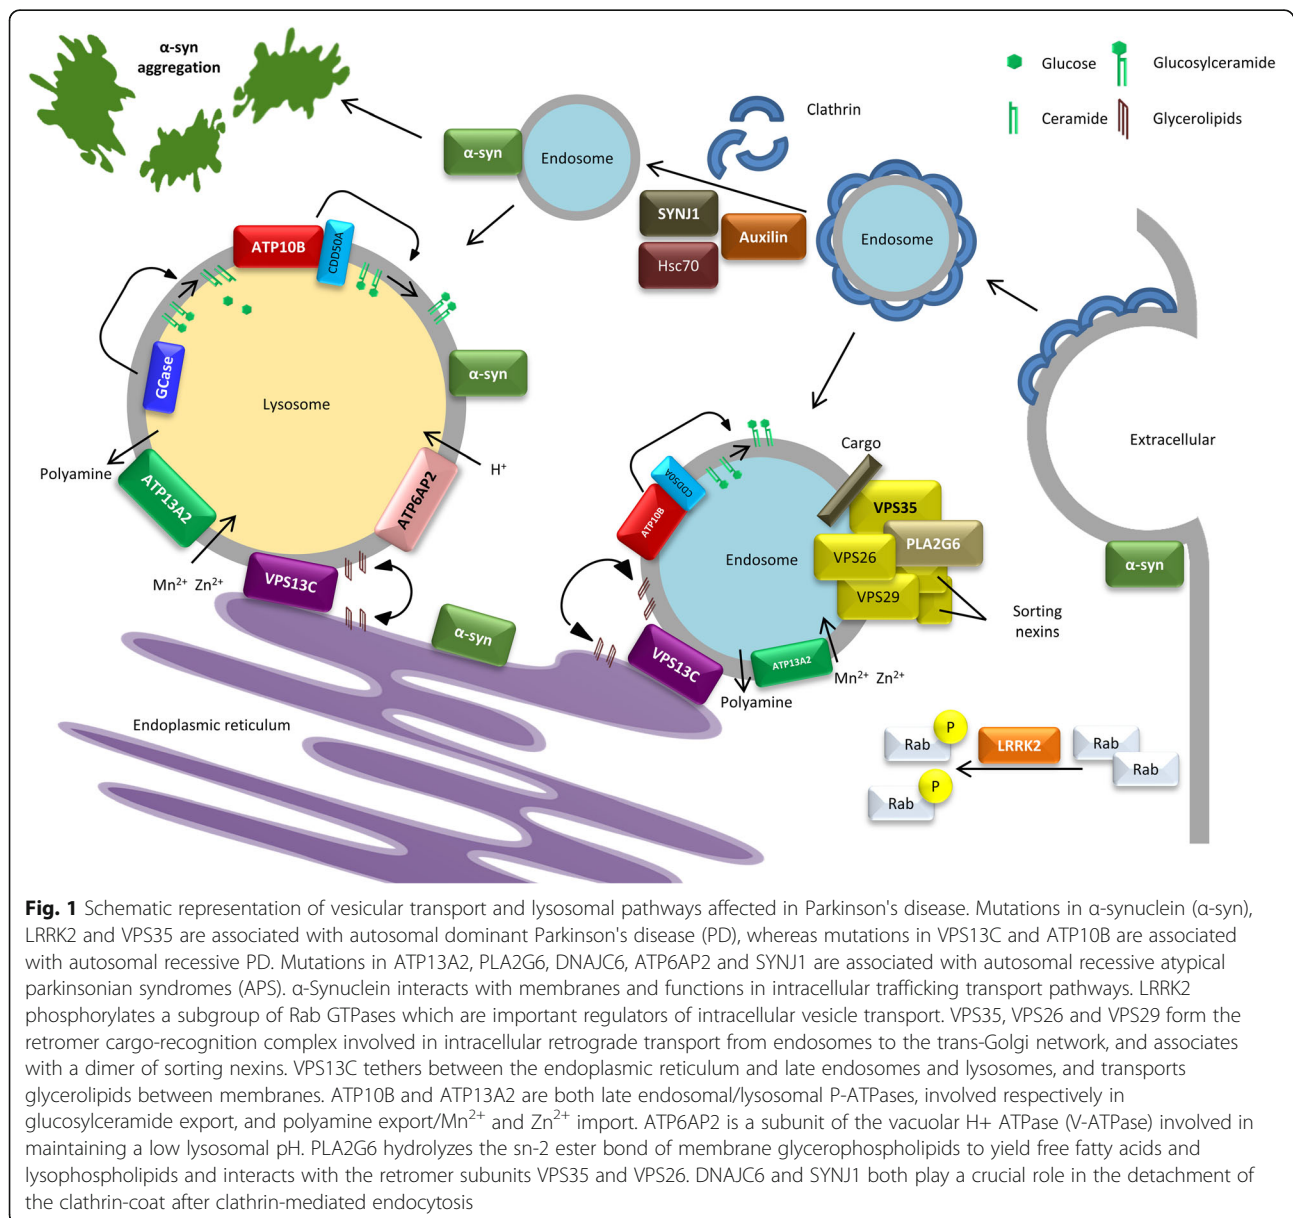 α-syn
aggregation
Glucose
Glucosylceramide
Ceramide
Glycerolipids
Clathrin
α-syn
Endosome
SYNJ1
Auxilin
Hsc70
Endosome
ATP10B
CDD50A
GCase
α-syn
Lysosome
Extracellular
Polyamine
H⁺
ATP13A2
ATP6AP2
Mn²⁺ Zn²⁺
VPS13C
α-syn
Endoplasmic reticulum
Cargo
CDD50A
ATP10B
VPS35
Endosome
VPS26
PLA2G6
VPS29
Sorting
nexins
α-syn
VPS13C
ATP13A2
Mn²⁺ Zn²⁺
Polyamine
Rab
P
LRRK2
Rab
Rab
Rab
P
Fig. 1 Schematic representation of vesicular transport and lysosomal pathways affected in Parkinson's disease. Mutations in α-synuclein (α-syn),
LRRK2 and VPS35 are associated with autosomal dominant Parkinson's disease (PD), whereas mutations in VPS13C and ATP10B are associated
with autosomal recessive PD. Mutations in ATP13A2, PLA2G6, DNAJC6, ATP6AP2 and SYNJ1 are associated with autosomal recessive atypical
parkinsonian syndromes (APS). α-Synuclein interacts with membranes and functions in intracellular trafficking transport pathways. LRRK2
phosphorylates a subgroup of Rab GTPases which are important regulators of intracellular vesicle transport. VPS35, VPS26 and VPS29 form the
retromer cargo-recognition complex involved in intracellular retrograde transport from endosomes to the trans-Golgi network, and associates
with a dimer of sorting nexins. VPS13C tethers between the endoplasmic reticulum and late endosomes and lysosomes, and transports
glycerolipids between membranes. ATP10B and ATP13A2 are both late endosomal/lysosomal P-ATPases, involved respectively in
glucosylceramide export, and polyamine export/Mn²⁺ and Zn²⁺ import. ATP6AP2 is a subunit of the vacuolar H+ ATPase (V-ATPase) involved in
maintaining a low lysosomal pH. PLA2G6 hydrolyzes the sn-2 ester bond of membrane glycerophospholipids to yield free fatty acids and
lysophospholipids and interacts with the retromer subunits VPS35 and VPS26. DNAJC6 and SYNJ1 both play a crucial role in the detachment of
the clathrin-coat after clathrin-mediated endocytosis